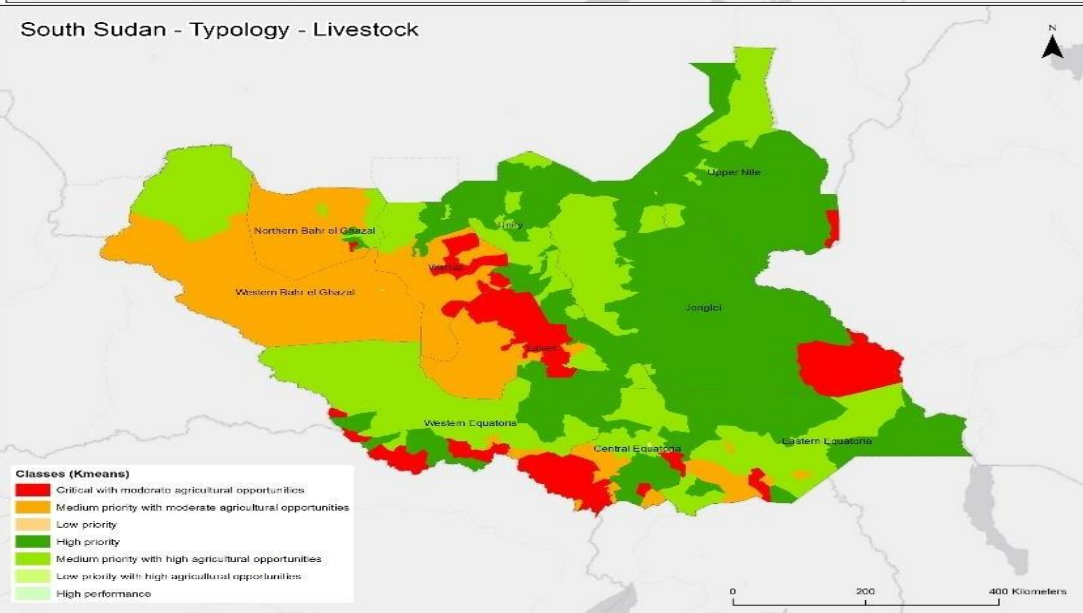 South Sudan - Typology - Livestock
N
Upper Nile
Unity
Northern Bahr el Ghazal
Warrap
Western Bahr el Ghazal
Jonglei
Lakes
Western Equatoria
Eastern Equatoria
Central Equatoria
Classes (Kmeans)
Critical with moderate agricultural opportunities
Medium priority with moderate agricultural opportunities
Low priority
High priority
Medium priority with high agricultural opportunities
Low priority with high agricultural opportunities
High performance
0 200 400 Kilometers